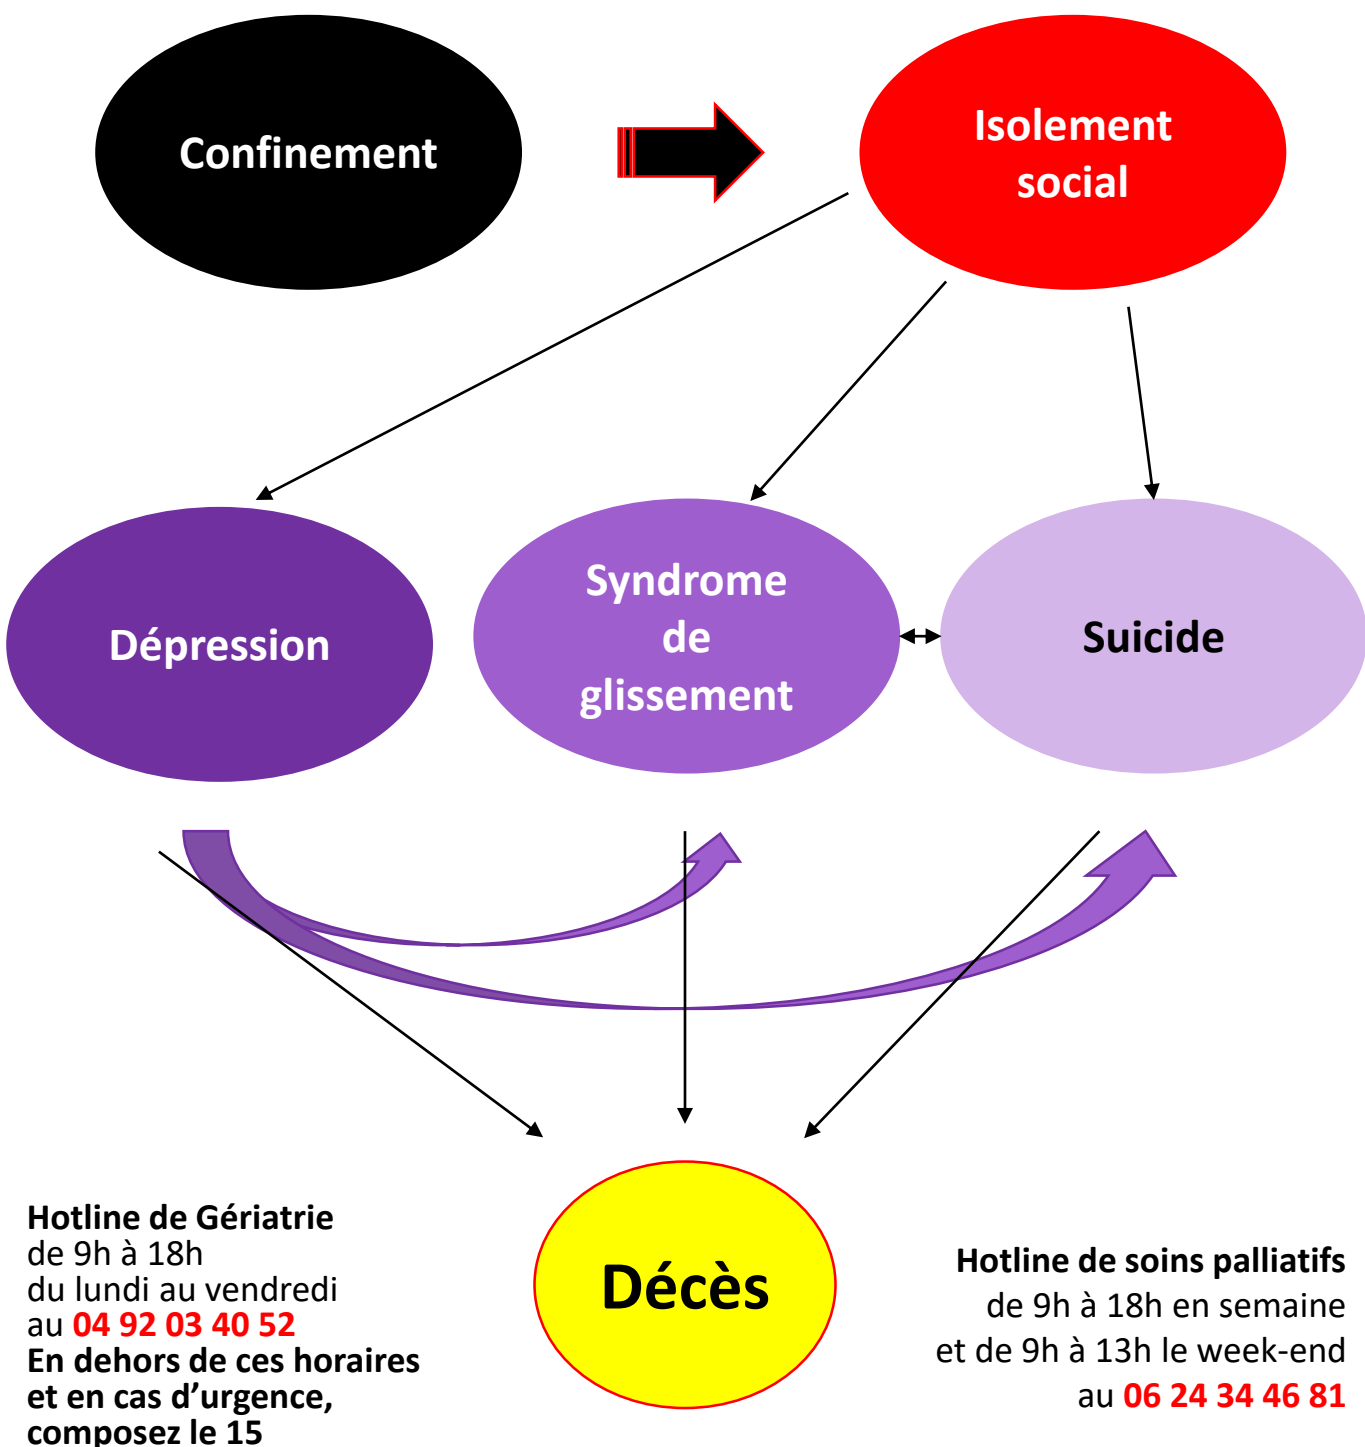 Confinement
Isolement
social
Dépression
Syndrome
de
glissement
Suicide
Décès
Hotline de Gériatrie
de 9h à 18h
du lundi au vendredi
au 04 92 03 40 52
En dehors de ces horaires
et en cas d’urgence,
composez le 15
Hotline de soins palliatifs
de 9h à 18h en semaine
et de 9h à 13h le week-end
au 06 24 34 46 81